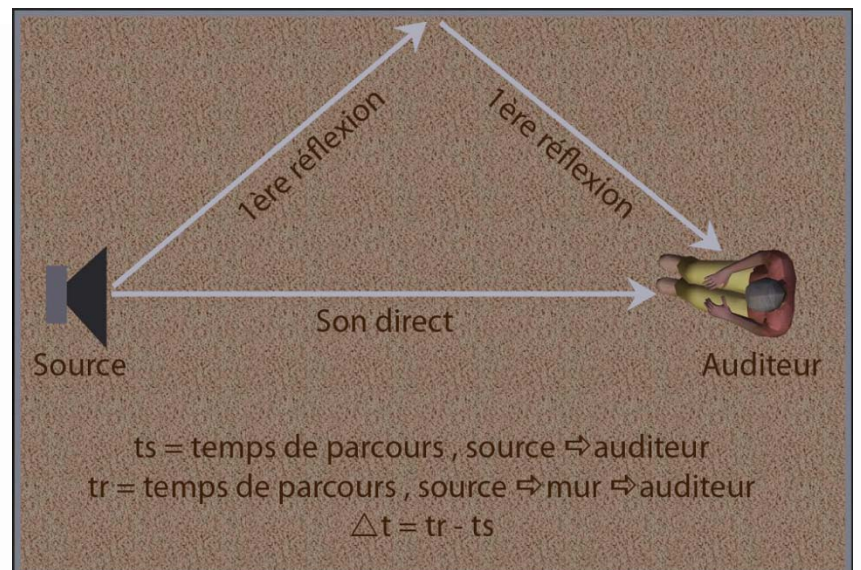 1ère réflexion
1ère réflexion
Son direct
Source
Auditeur
ts = temps de parcours , source ⇨auditeur
tr = temps de parcours , source ⇨mur ⇨auditeur
△t = tr - ts